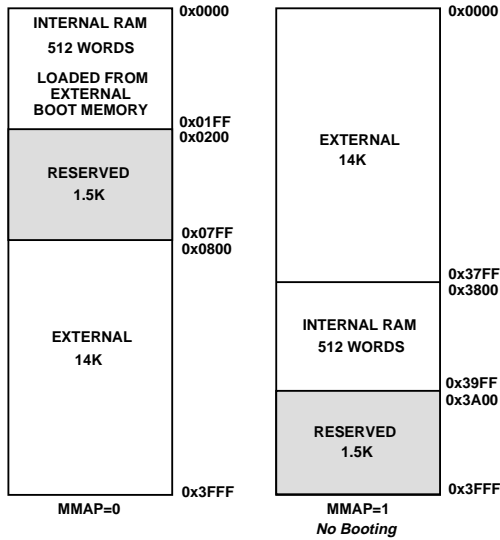 0x0000
INTERNAL RAM
512 WORDS
LOADED FROM
EXTERNAL
BOOT MEMORY
0x01FF
0x0200
RESERVED
1.5K
0x07FF
0x0800
EXTERNAL
14K
0x3FFF
MMAP=0
0x0000
EXTERNAL
14K
0x37FF
0x3800
INTERNAL RAM
512 WORDS
0x39FF
0x3A00
RESERVED
1.5K
0x3FFF
MMAP=1
No Booting